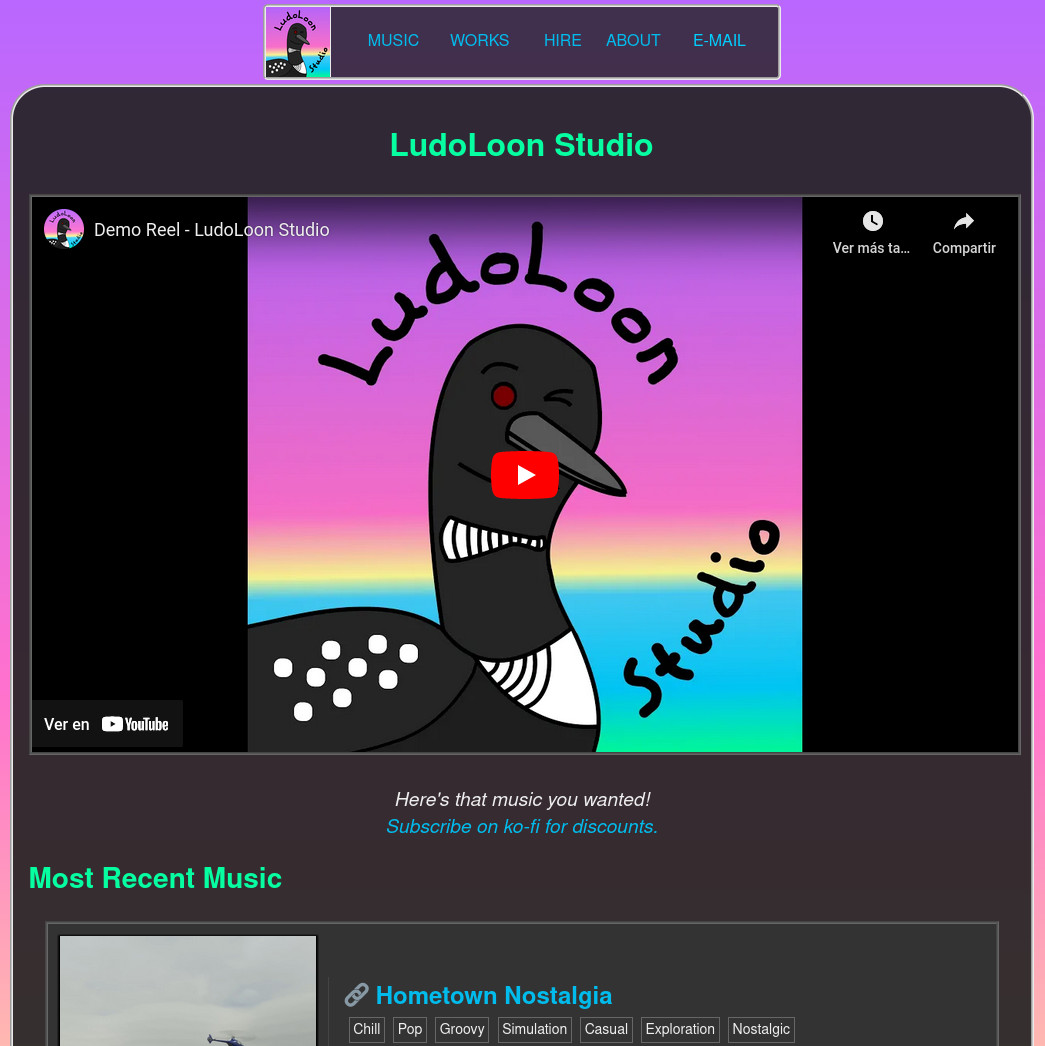 LudoLoon
Studio
MUSIC WORKS HIRE ABOUT E-MAIL
LudoLoon Studio
Demo Reel - LudoLoon Studio
Ver más ta...
Compartir
LudoLoon
Studio
Ver en YouTube
Here's that music you wanted!
Subscribe on ko-fi for discounts.
Most Recent Music
Hometown Nostalgia
Chill Pop Groovy Simulation Casual Exploration Nostalgic